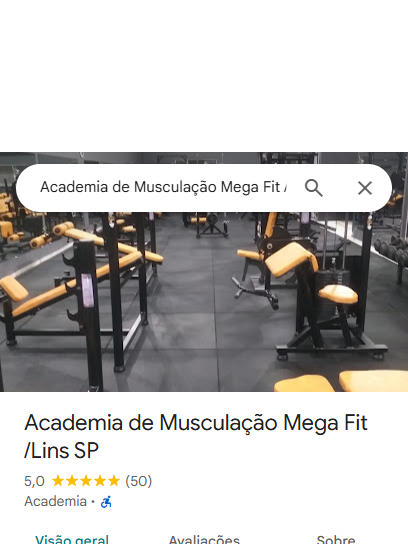 Academia de Musculação Mega Fit /
Academia de Musculação Mega Fit
/Lins SP
5,0 (50)
Academia ·
Visão geral Avaliações Sobre